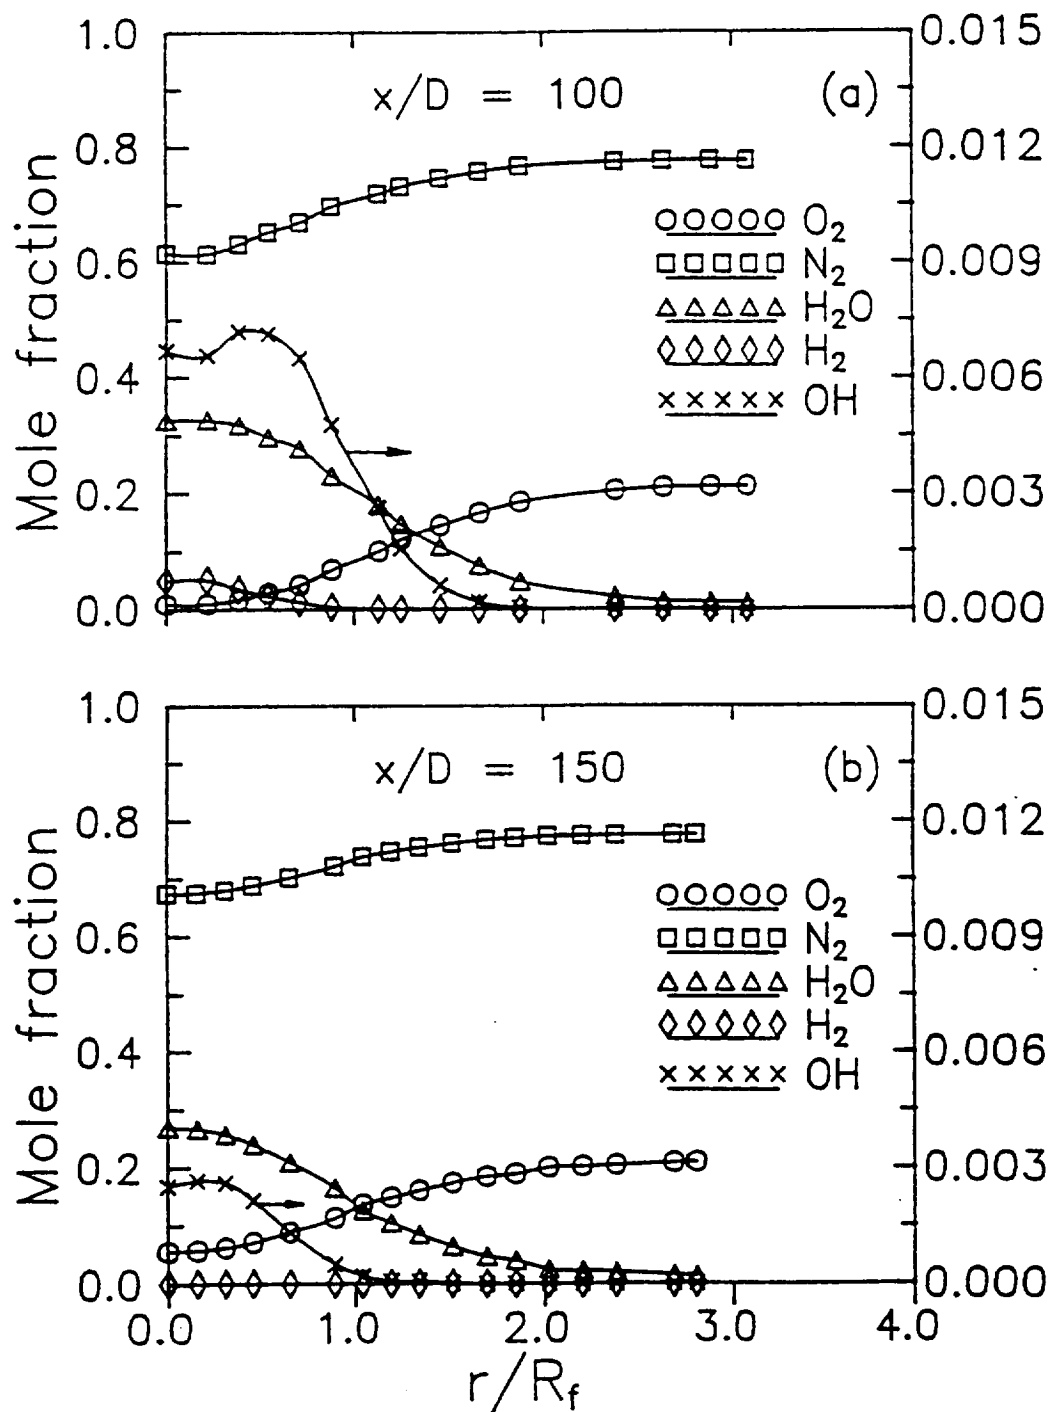 1.0
0.015
x/D = 100
(a)
0.8
0.012
O₂
N₂
0.6
0.009
H₂O
H₂
0.4
0.006
OH
0.2
0.003
0.0
0.000
Mole fraction
1.0
0.015
x/D = 150
(b)
0.8
0.012
O₂
N₂
0.6
0.009
H₂O
H₂
0.4
0.006
OH
0.2
0.003
0.0
0.000
Mole fraction
0.0 1.0 2.0 3.0 4.0
r/R_f